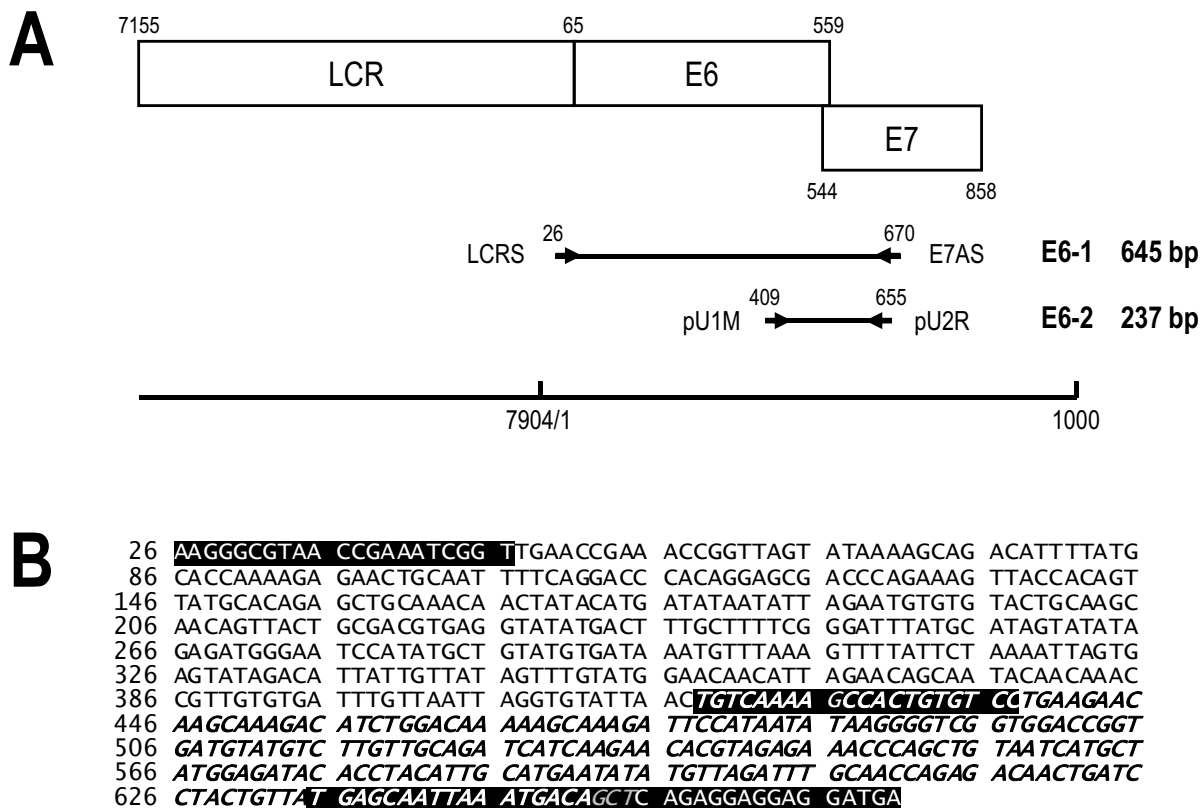 A
7155 65 559
LCR E6
E7
544 858
LCRS 26 670 E7AS E6-1 645 bp
pU1M 409 655 pU2R E6-2 237 bp
7904/1 1000
B
26 AAGGGCGTAA CCGAAATCGG TTGAACCGAA ACCGGTTAGT ATAAAAGCAG ACATTTTATG
86 CACCAAAAGA GAACTGCAAT TTTCAGGACC CACAGGAGCG ACCCAGAAAG TTACCACAGT
146 TATGCACAGA GCTGCAAACA ACTATACATG ATATAATATT AGAATGTGTG TACTGCAAGC
206 AACAGTTACT GCGACGTGAG GTATATGACT TTGCTTTTCG GGATTTATGC ATAGTATATA
266 GAGATGGGAA TCCATATGCT GTATGTGATA AATGTTTAAA GTTTTATTCT AAAATTAGTG
326 AGTATAGACA TTATTGTTAT AGTTTGTATG GAACAACATT AGAACAGCAA TACAACAAAC
386 CGTTGTGTGA TTTGTTAATT AGGTGTATTA ACTGTCAAAA GCCACTGTGT CCTGAAGAAC
446 AAGCAAAGAC ATCTGGACAA AAAGCAAAGA TTCCATAATA TAAGGGGTCG GTGGACCGGT
506 GATGTATGTC TTGTTGCAGA TCATCAAGAA CACGTAGAGA AACCCAGCTG TAATCATGCT
566 ATGGAGATAC ACCTACATTG CATGAATATA TGTTAGATTT GCAACCAGAG ACAACTGATC
626 CTACTGTTAT GAGCAATTAA ATGACAGCTC AGAGGAGGAG GATGA